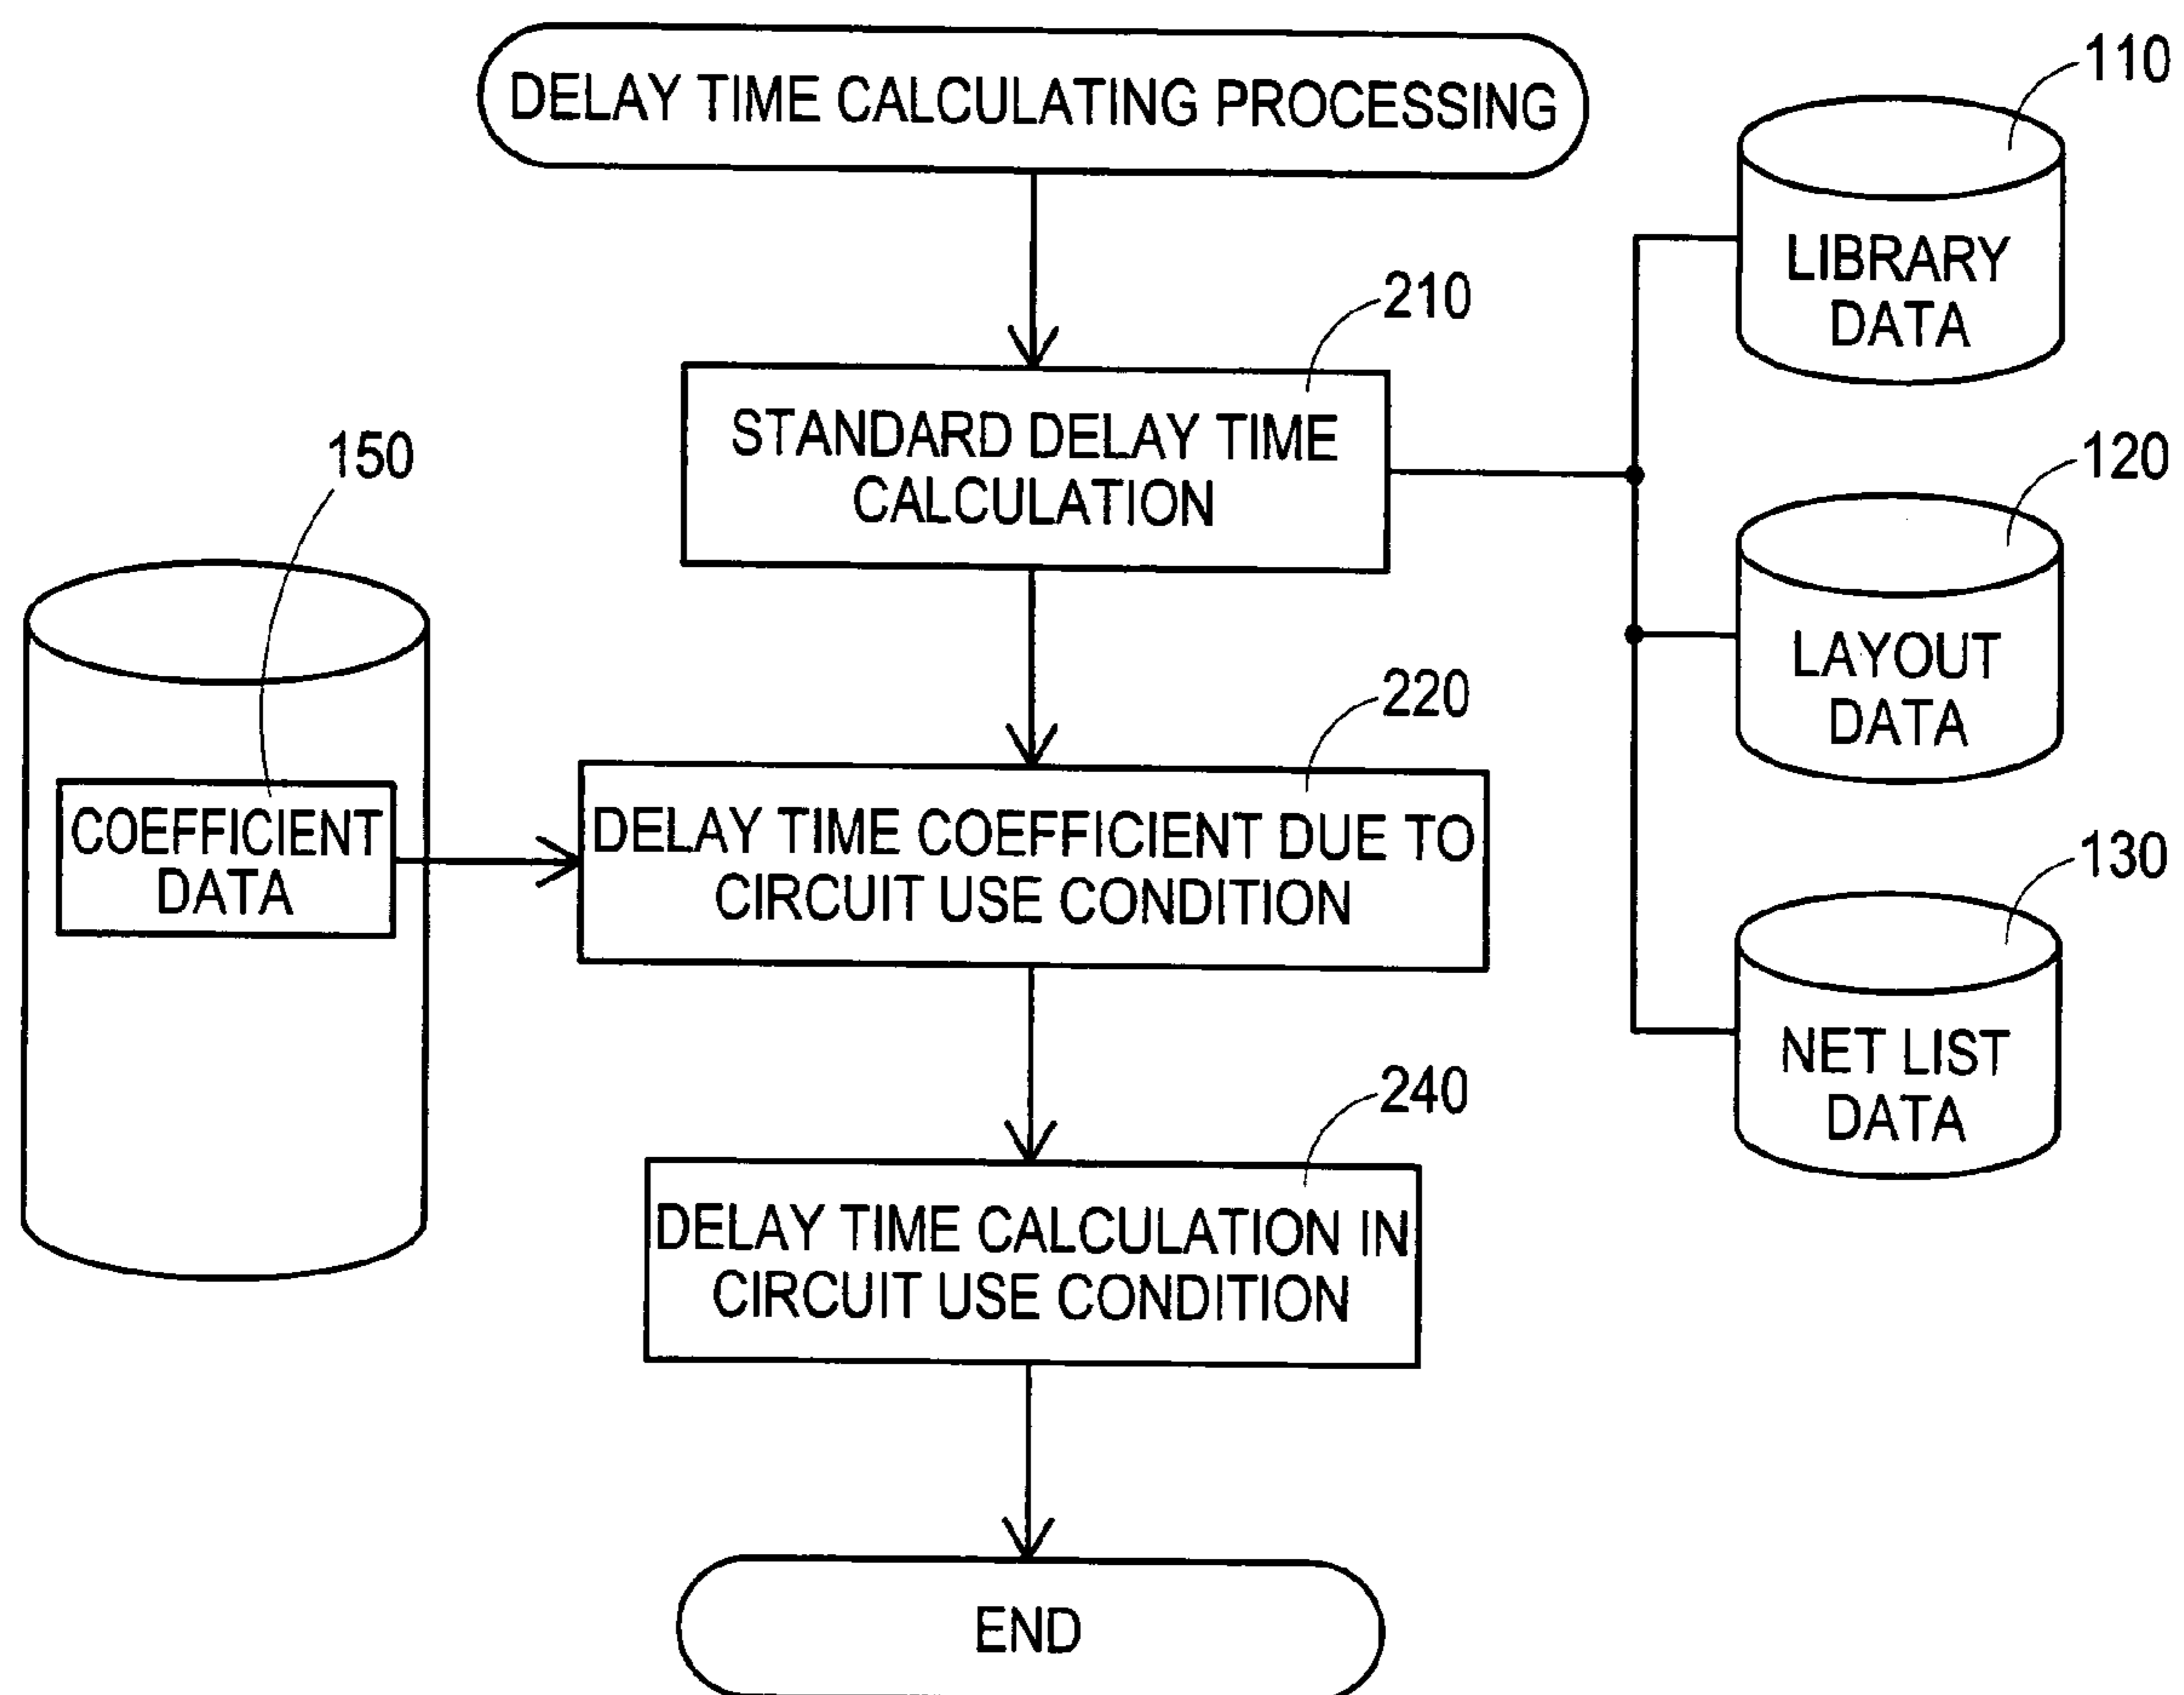 DELAY TIME CALCULATING PROCESSING
110
LIBRARY
DATA
210
STANDARD DELAY TIME
CALCULATION
120
LAYOUT
DATA
150
COEFFICIENT
DATA
220
DELAY TIME COEFFICIENT DUE TO
CIRCUIT USE CONDITION
130
NET LIST
DATA
240
DELAY TIME CALCULATION IN
CIRCUIT USE CONDITION
END